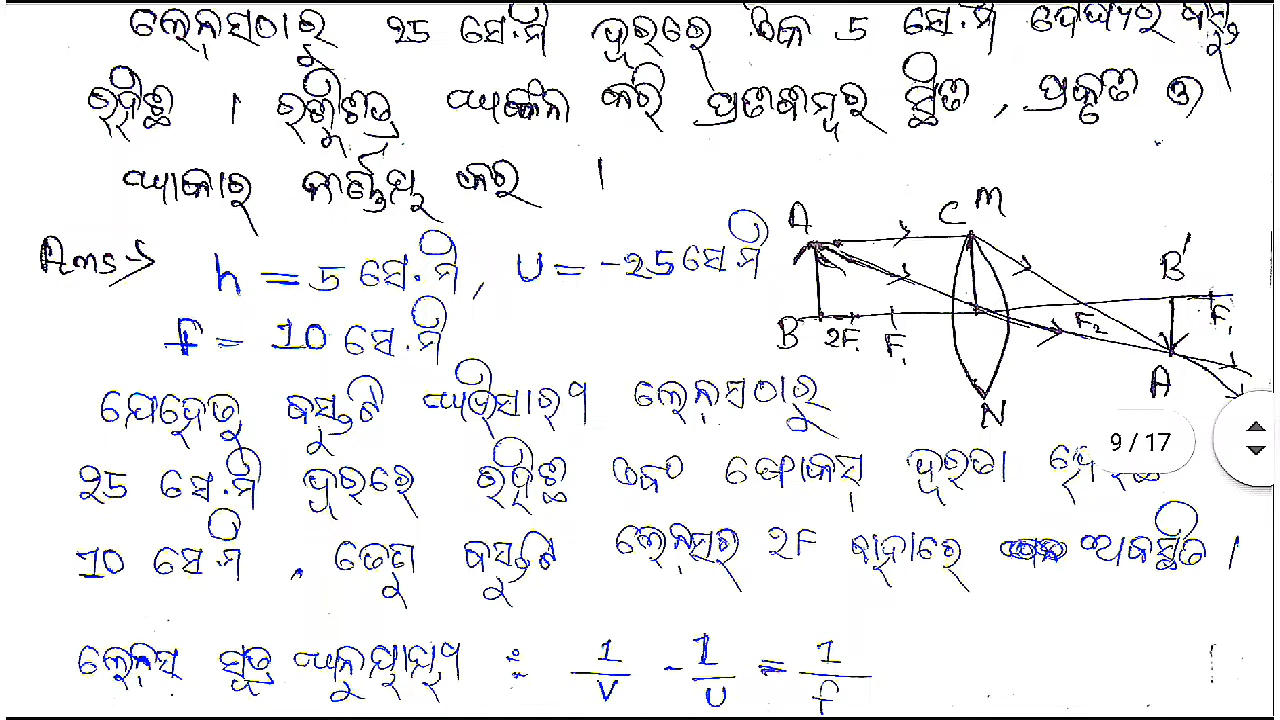 ଲେନ୍ସଠାରୁ 25 ସେ.ମି ଦୂରରେ ଏକ 5 ସେ.ମି ଦୈର୍ଘ୍ୟର ବସ୍ତୁ
ରହିଛି । ରଶ୍ମିଚିତ୍ର ଅଙ୍କନ କରି ପ୍ରତିବିମ୍ବର ସ୍ଥିତି , ପ୍ରକୃତି ଓ
ଆକାର ନିର୍ଣ୍ଣୟ କର ।
A C M B'
B 2F₁ F₁ F₂ F₁
A N
Ans→ h = 5 ସେ.ମି, u = -25 ସେ.ମି
f = 10 ସେ.ମି
ଯେହେତୁ ବସ୍ତୁଟି ଅଭିସାରୀ ଲେନ୍ସଠାରୁ
9 / 17
25 ସେ.ମି ଦୂରରେ ରହିଛି ଏବଂ ଫୋକସ୍ ଦୂରତା
10 ସେ.ମି , ତେଣୁ ବସ୍ତୁଟି ଲେନ୍ସର 2F ବାହାରେ ଅବସ୍ଥିତ ।
ଲେନ୍ସ ସୂତ୍ର ଅନୁଯାୟୀ : 1/v - 1/u = 1/f